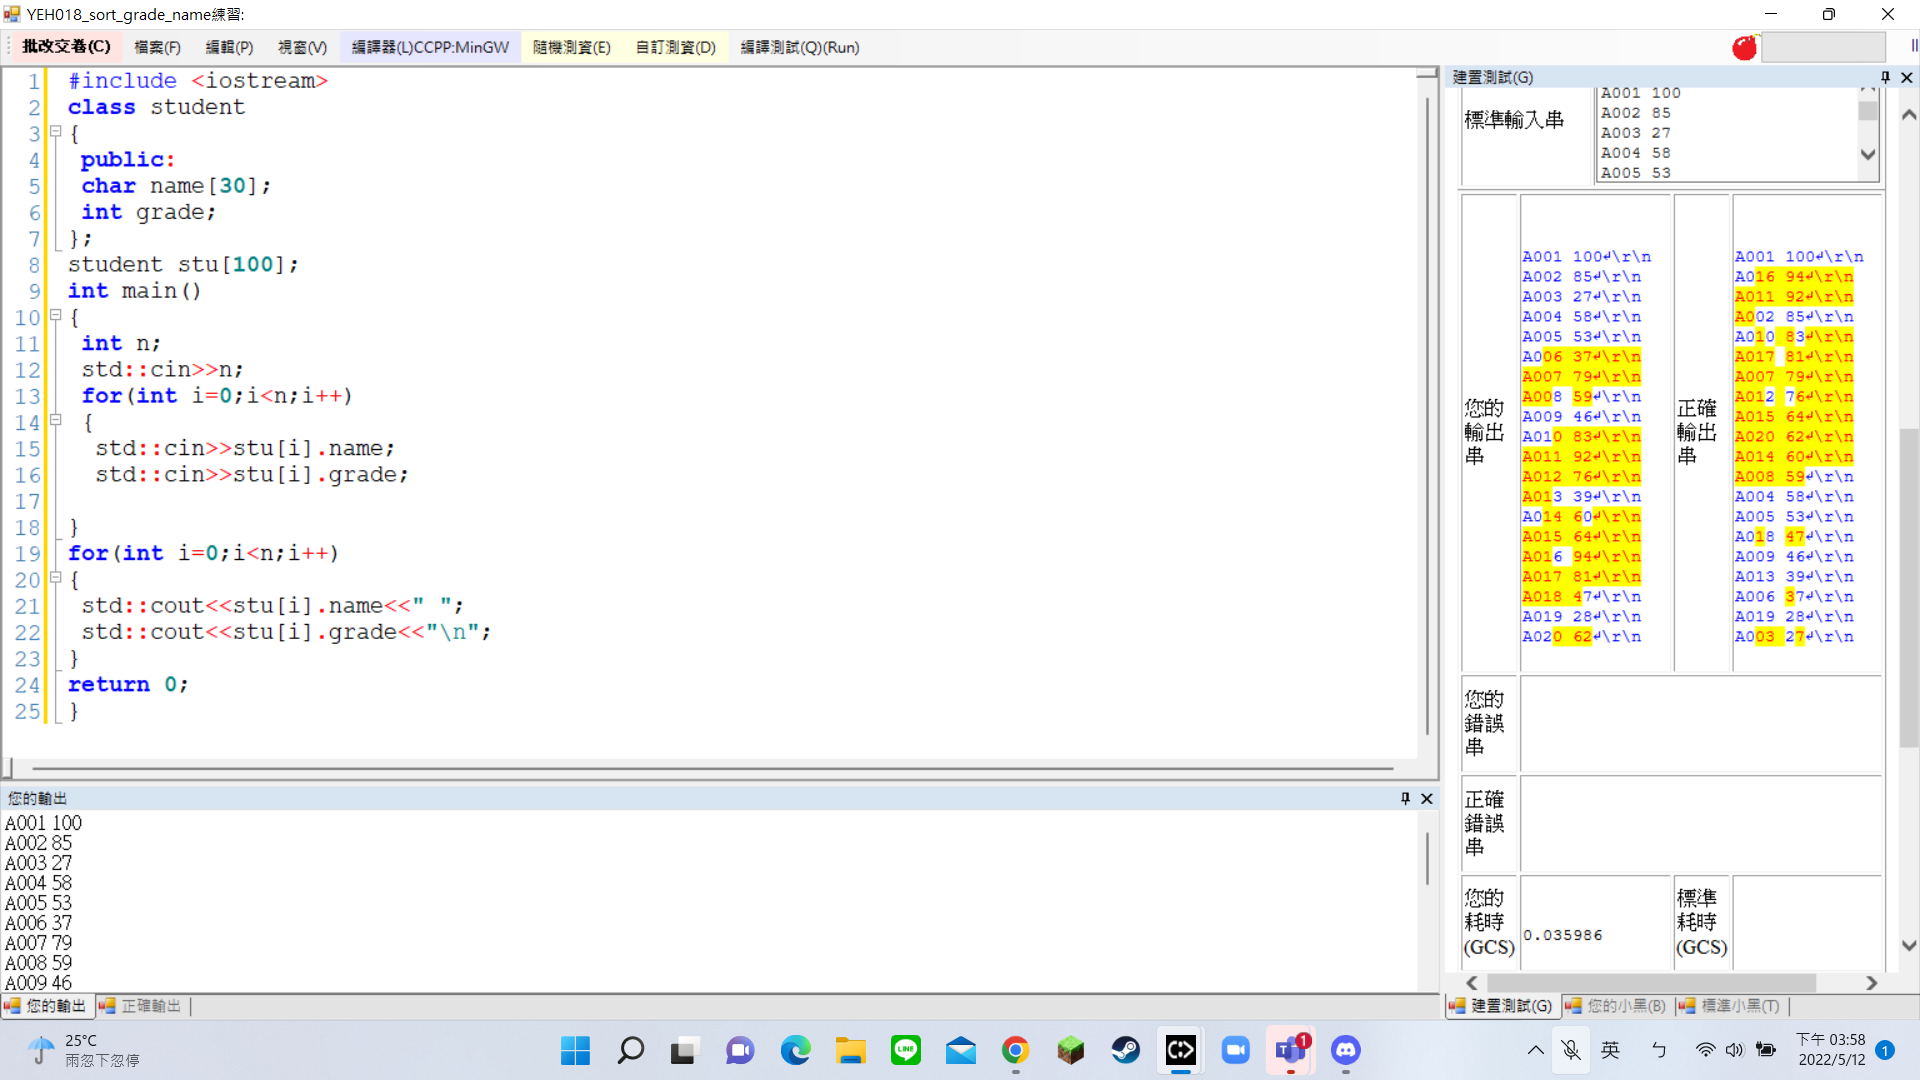 YEH018_sort_grade_name練習:
批改交卷(C) 檔案(F) 編輯(P) 視窗(V) 編譯器(L)CCPP:MinGW 隨機測資(E) 自訂測資(D) 編譯測試(Q)(Run)
1 #include <iostream>
2 class student
3 {
4 public:
5 char name[30];
6 int grade;
7 };
8 student stu[100];
9 int main()
10 {
11 int n;
12 std::cin>>n;
13 for(int i=0;i<n;i++)
14 {
15 std::cin>>stu[i].name;
16 std::cin>>stu[i].grade;
17
18 }
19 for(int i=0;i<n;i++)
20 {
21 std::cout<<stu[i].name<<" ";
22 std::cout<<stu[i].grade<<"\n";
23 }
24 return 0;
25 }
您的輸出
A001 100
A002 85
A003 27
A004 58
A005 53
A006 37
A007 79
A008 59
A009 46
您的輸出 正確輸出
建置測試(G)
標準輸入串
A001 100
A002 85
A003 27
A004 58
A005 53
您的
輸出
串
A001 100↵\r\n
A002 85↵\r\n
A003 27↵\r\n
A004 58↵\r\n
A005 53↵\r\n
A006 37↵\r\n
A007 79↵\r\n
A008 59↵\r\n
A009 46↵\r\n
A010 83↵\r\n
A011 92↵\r\n
A012 76↵\r\n
A013 39↵\r\n
A014 60↵\r\n
A015 64↵\r\n
A016 94↵\r\n
A017 81↵\r\n
A018 47↵\r\n
A019 28↵\r\n
A020 62↵\r\n
正確
輸出
串
A001 100↵\r\n
A016 94↵\r\n
A011 92↵\r\n
A002 85↵\r\n
A010 83↵\r\n
A017 81↵\r\n
A007 79↵\r\n
A012 76↵\r\n
A015 64↵\r\n
A020 62↵\r\n
A014 60↵\r\n
A008 59↵\r\n
A004 58↵\r\n
A005 53↵\r\n
A018 47↵\r\n
A009 46↵\r\n
A013 39↵\r\n
A006 37↵\r\n
A019 28↵\r\n
A003 27↵\r\n
您的
錯誤
串
正確
錯誤
串
您的
耗時
(GCS)
0.035986
標準
耗時
(GCS)
建置測試(G) 您的小黑(B) 標準小黑(T)
25°C
雨忽下忽停
LINE
1
英 ㄅ
下午 03:58
2022/5/12
1